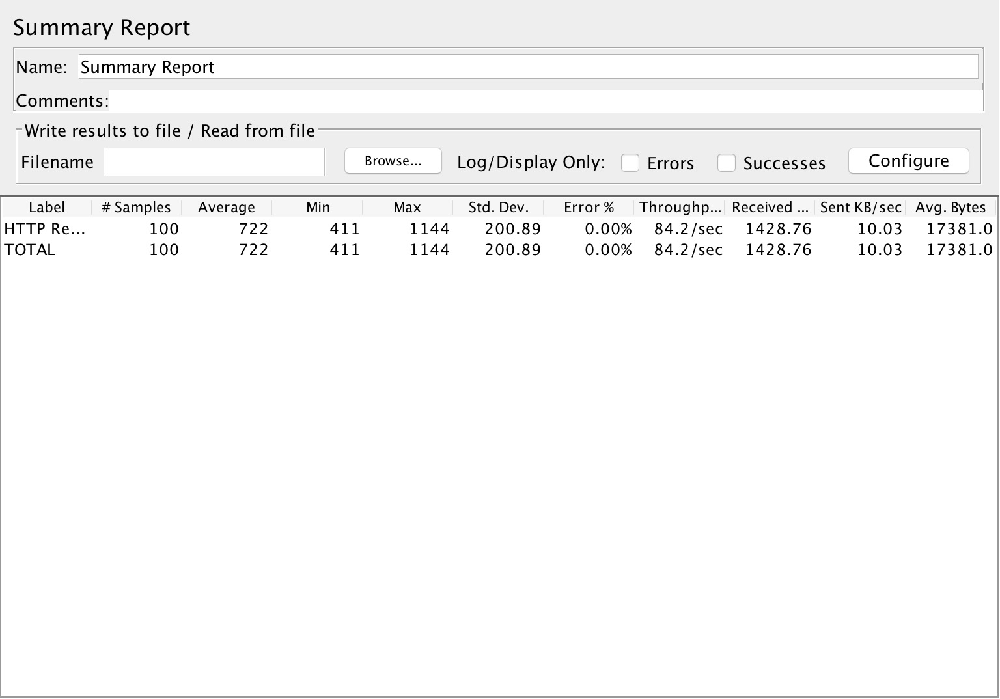 Summary Report
Name: Summary Report
Comments:
Write results to file / Read from file
Filename Browse... Log/Display Only: Errors Successes Configure
Label # Samples Average Min Max Std. Dev. Error % Throughp... Received ... Sent KB/sec Avg. Bytes
HTTP Re... 100 722 411 1144 200.89 0.00% 84.2/sec 1428.76 10.03 17381.0
TOTAL 100 722 411 1144 200.89 0.00% 84.2/sec 1428.76 10.03 17381.0